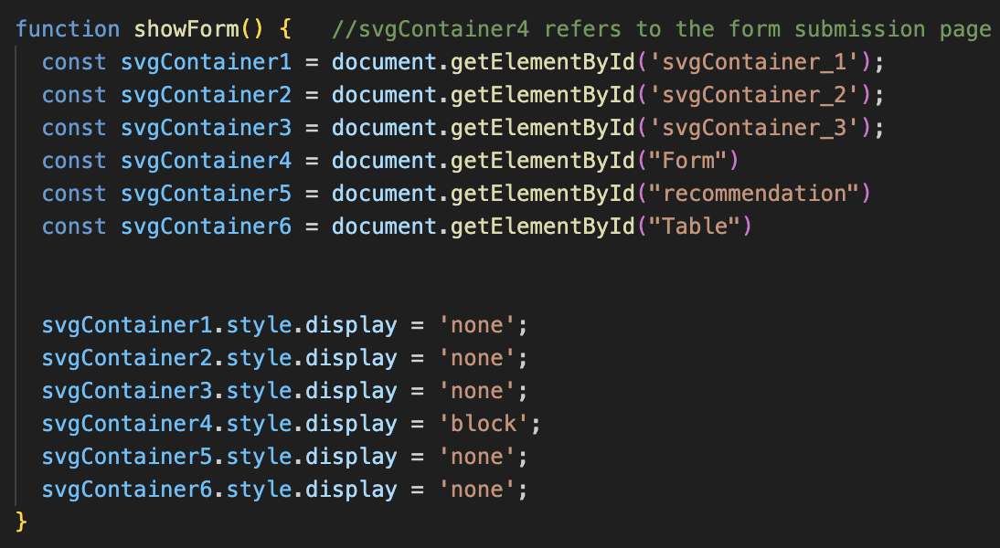 function showForm() {   //svgContainer4 refers to the form submission page
  const svgContainer1 = document.getElementById('svgContainer_1');
  const svgContainer2 = document.getElementById('svgContainer_2');
  const svgContainer3 = document.getElementById('svgContainer_3');
  const svgContainer4 = document.getElementById("Form")
  const svgContainer5 = document.getElementById("recommendation")
  const svgContainer6 = document.getElementById("Table")
  svgContainer1.style.display = 'none';
  svgContainer2.style.display = 'none';
  svgContainer3.style.display = 'none';
  svgContainer4.style.display = 'block';
  svgContainer5.style.display = 'none';
  svgContainer6.style.display = 'none';
}